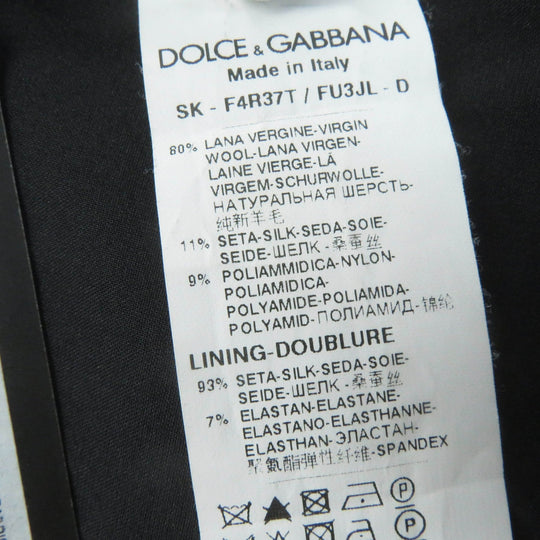 DOLCE & GABBANA
Made in Italy
SK - F4R37T / FU3JL - D
80% LANA VERGINE-VIRGIN
WOOL-LANA VIRGEN-
LAINE VIERGE-LÃ
VIRGEM-SCHURWOLLE-
НАТУРАЛЬНАЯ ШЕРСТЬ-
纯新羊毛
11% SETA-SILK-SEDA-SOIE-
SEIDE-ШЕЛК-桑蚕丝
9% POLIAMMIDICA-NYLON-
POLIAMIDICA-
POLYAMIDE-POLIAMIDA-
POLYAMID-ПОЛИАМИД-锦纶
LINING-DOUBLURE
93% SETA-SILK-SEDA-SOIE-
SEIDE-ШЕЛК-桑蚕丝
7% ELASTAN-ELASTANE-
ELASTANO-ELASTHANNE-
ELASTHAN-ЭЛАСТАН-
聚氨酯弹性纤维-SPANDEX
P
P